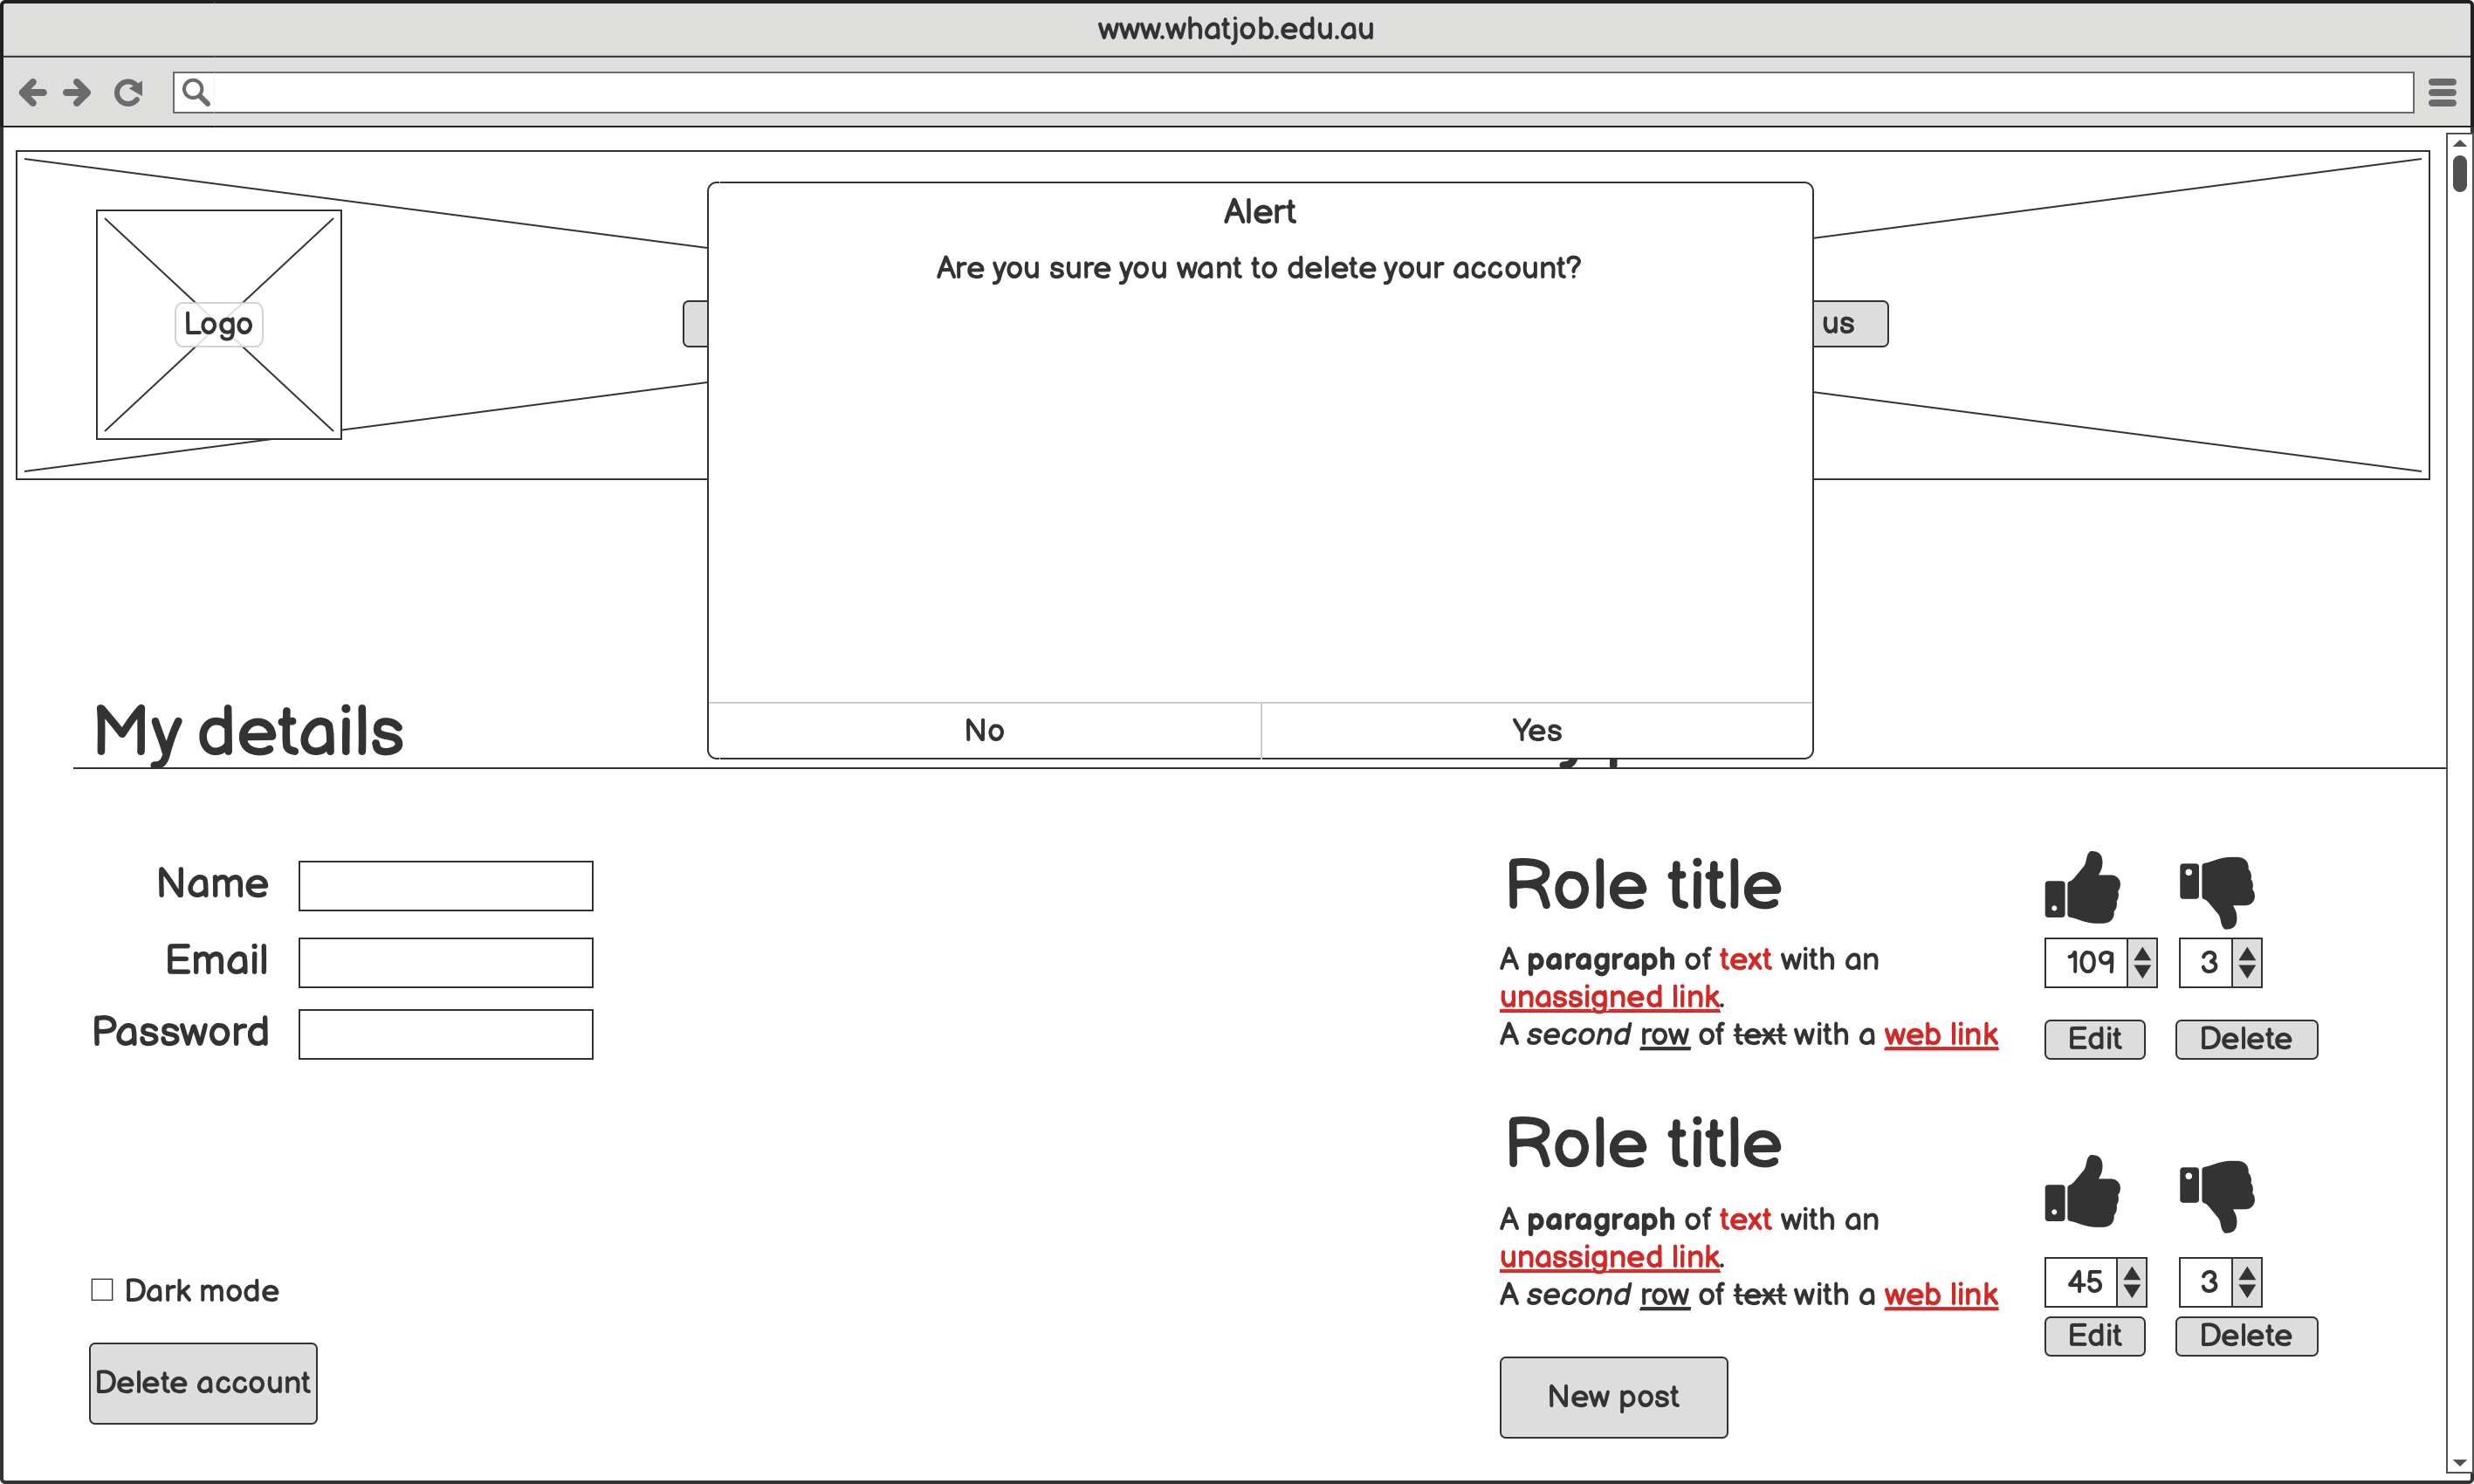 www.whatjob.edu.au
Alert
Are you sure you want to delete your account?
Logo
us
No
Yes
My details
Name
Email
Password
Dark mode
Delete account
Role title
A paragraph of text with an
unassigned link.
A second row of text with a web link
109
3
Edit
Delete
Role title
A paragraph of text with an
unassigned link.
A second row of text with a web link
45
3
Edit
Delete
New post